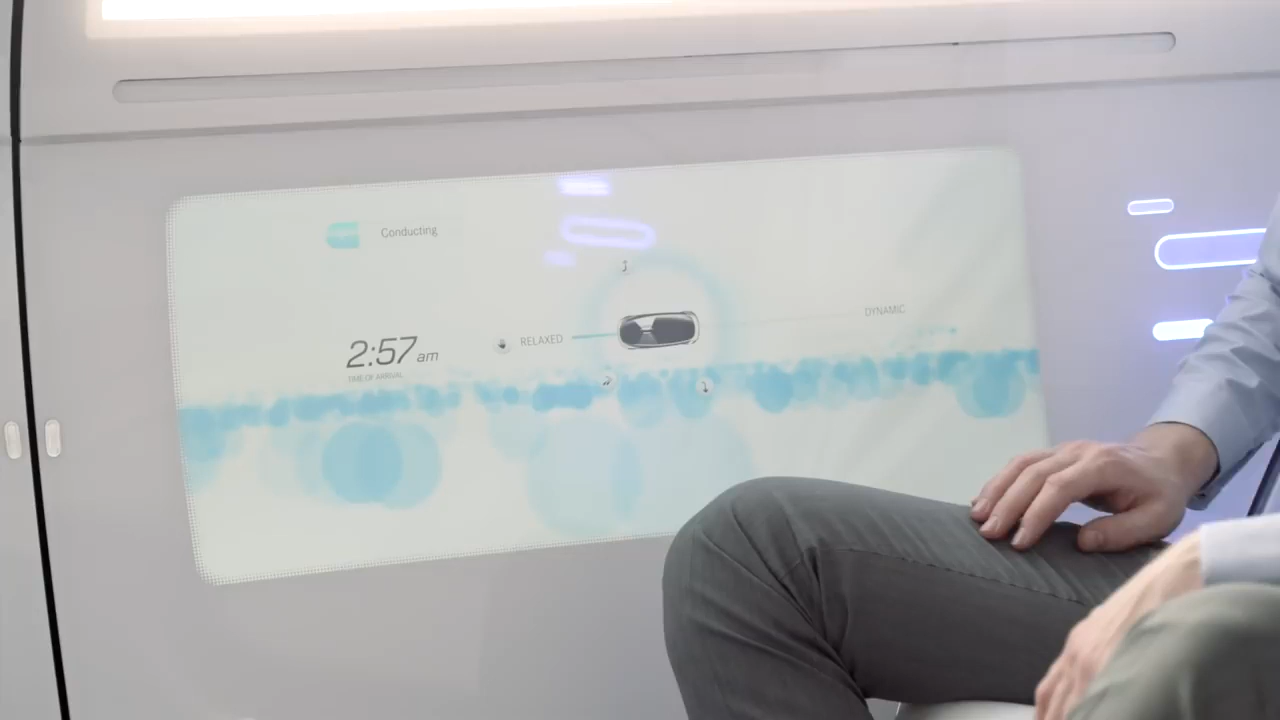 Conducting
DYNAMIC
RELAXED
2:57 am
TIME OF ARRIVAL